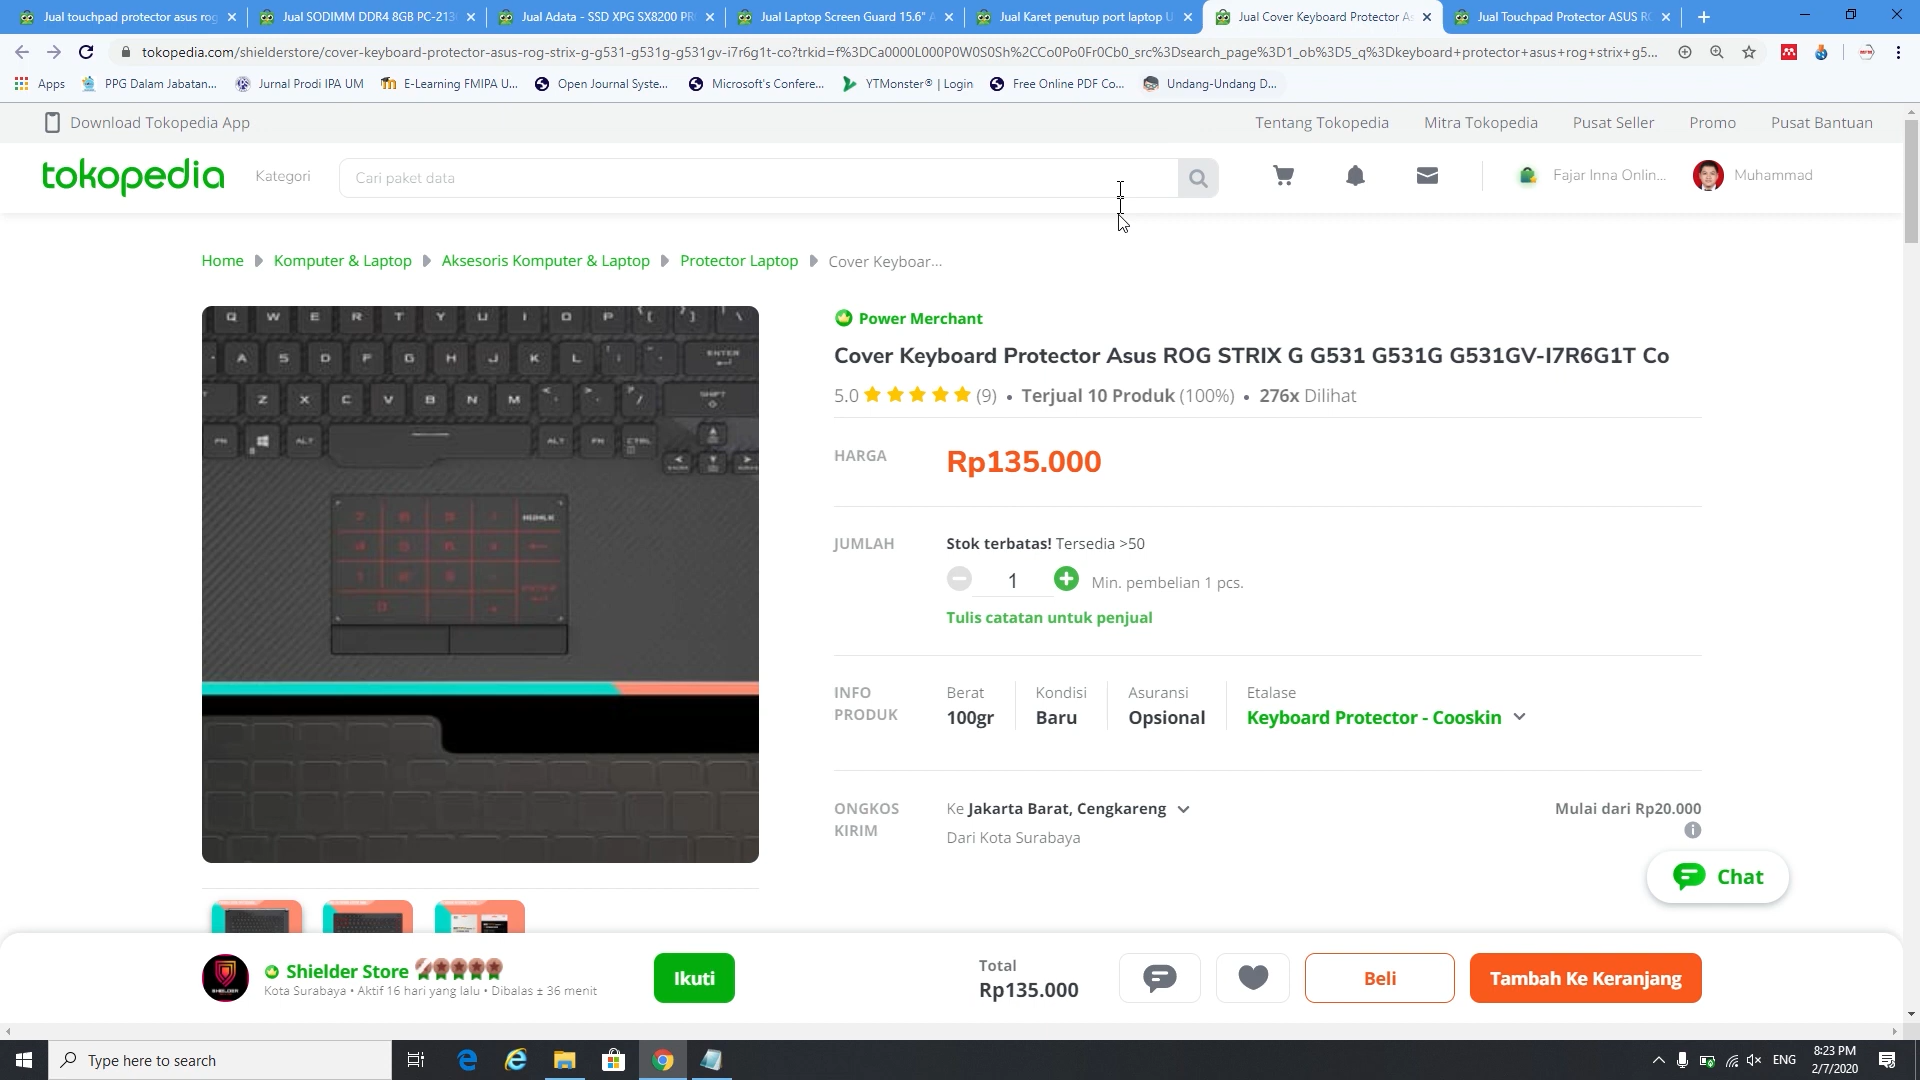 Jual touchpad protector asus rog
Jual SODIMM DDR4 8GB PC-213
Jual Adata - SSD XPG SX8200 PR
Jual Laptop Screen Guard 15.6" A
Jual Karet penutup port laptop U
Jual Cover Keyboard Protector As
Jual Touchpad Protector ASUS RO
tokopedia.com/shielderstore/cover-keyboard-protector-asus-rog-strix-g-g531-g531g-g531gv-i7r6g1t-co?trkid=f%3DCa0000L000P0W0S0Sh%2CCo0Po0Fr0Cb0_src%3Dsearch_page%3D1_ob%3D5_q%3Dkeyboard+protector+asus+rog+strix+g5...
Apps
PPG Dalam Jabatan...
Jurnal Prodi IPA UM
E-Learning FMIPA U...
Open Journal Syste...
Microsoft's Confere...
YTMonster® | Login
Free Online PDF Co...
Undang-Undang D...
Download Tokopedia App
Tentang Tokopedia
Mitra Tokopedia
Pusat Seller
Promo
Pusat Bantuan
tokopedia
Kategori
Cari paket data
Fajar Inna Onlin...
Muhammad
Home
Komputer & Laptop
Aksesoris Komputer & Laptop
Protector Laptop
Cover Keyboar...
Q W E R T Y U I O P
A S D F G H J K L
ENTER
Z X C V B N M
SHIFT
FN ALT ALT FN CTRL
Power Merchant
Cover Keyboard Protector Asus ROG STRIX G G531 G531G G531GV-I7R6G1T Co
5.0 (9) • Terjual 10 Produk (100%) • 276x Dilihat
HARGA
Rp135.000
JUMLAH
Stok terbatas! Tersedia >50
1
Min. pembelian 1 pcs.
Tulis catatan untuk penjual
INFO PRODUK
Berat
100gr
Kondisi
Baru
Asuransi
Opsional
Etalase
Keyboard Protector - Cooskin
ONGKOS KIRIM
Ke Jakarta Barat, Cengkareng
Dari Kota Surabaya
Mulai dari Rp20.000
Chat
Shielder Store
Kota Surabaya • Aktif 16 hari yang lalu • Dibalas ± 36 menit
Ikuti
Total
Rp135.000
Beli
Tambah Ke Keranjang
Type here to search
ENG
8:23 PM
2/7/2020